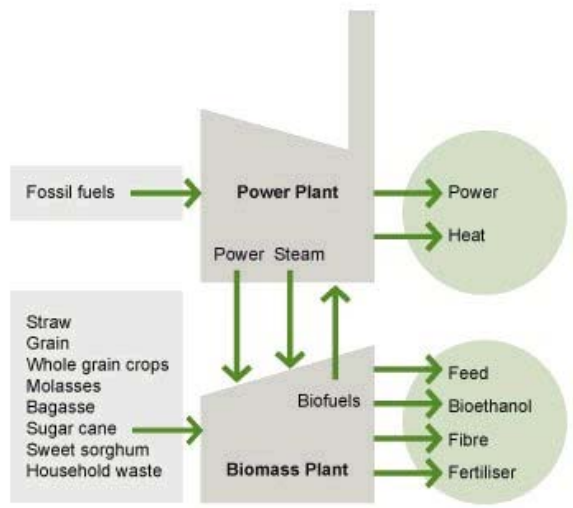 Fossil fuels
Power Plant
Power
Heat
Power Steam
Straw
Grain
Whole grain crops
Molasses
Bagasse
Sugar cane
Sweet sorghum
Household waste
Biofuels
Biomass Plant
Feed
Bioethanol
Fibre
Fertiliser